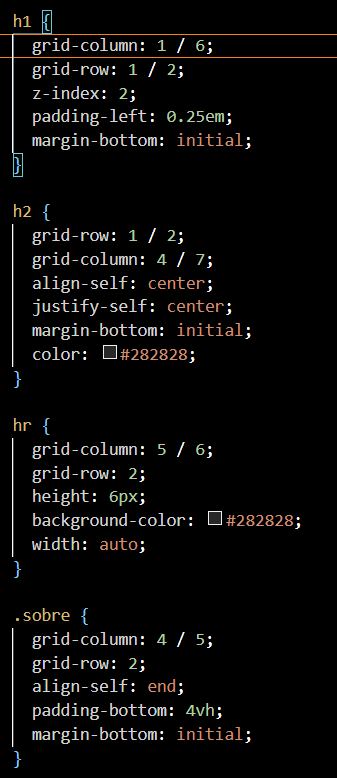 h1 {
grid-column: 1 / 6;
grid-row: 1 / 2;
z-index: 2;
padding-left: 0.25em;
margin-bottom: initial;
}
h2 {
grid-row: 1 / 2;
grid-column: 4 / 7;
align-self: center;
justify-self: center;
margin-bottom: initial;
color: #282828;
}
hr {
grid-column: 5 / 6;
grid-row: 2;
height: 6px;
background-color: #282828;
width: auto;
}
.sobre {
grid-column: 4 / 5;
grid-row: 2;
align-self: end;
padding-bottom: 4vh;
margin-bottom: initial;
}